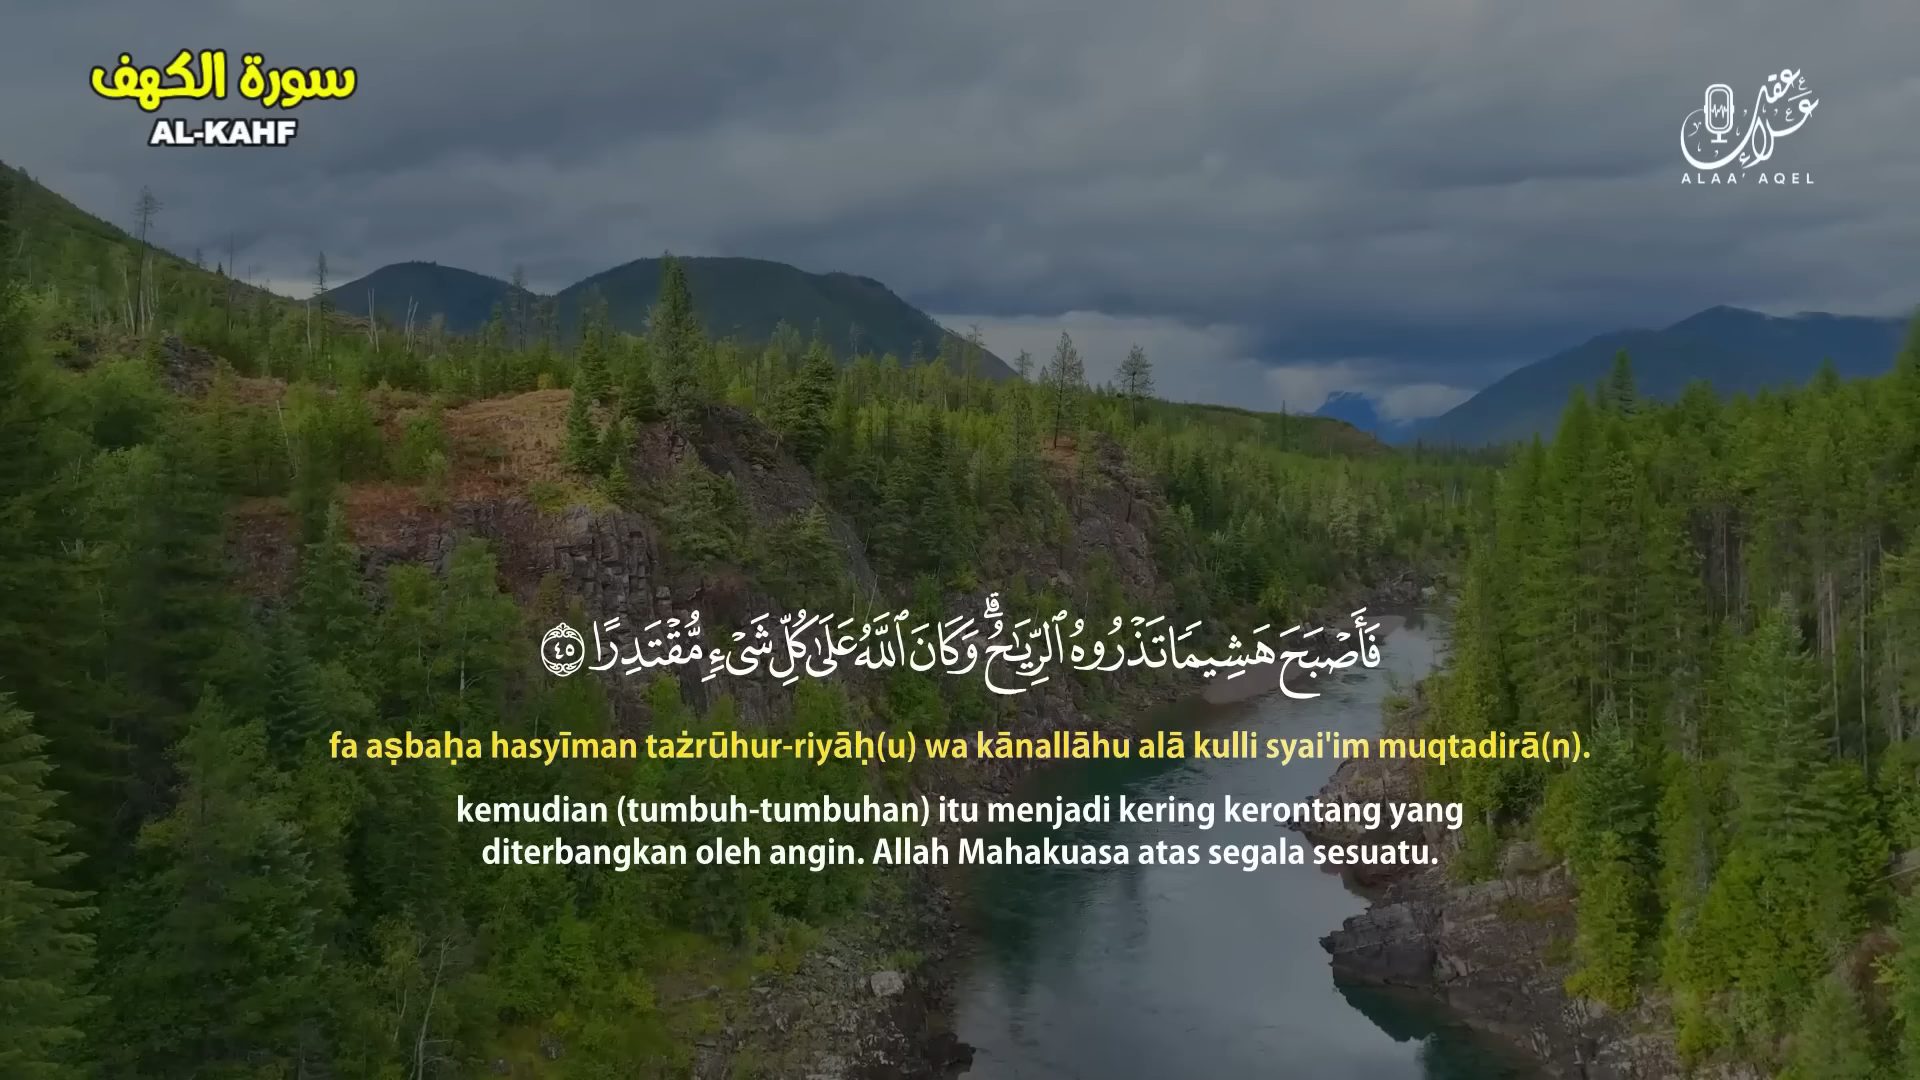 سورة الكهف
AL-KAHF
علاء عقل
ALAA' AQEL
فَأَصْبَحَ هَشِيمًا تَذْرُوهُ ٱلرِّيَٰحُ ۗ وَكَانَ ٱللَّهُ عَلَىٰ كُلِّ شَىْءٍ مُّقْتَدِرًا ٤٥
fa aṣbaḥa hasyīman tażrūhur-riyāḥ(u) wa kānallāhu alā kulli syai'im muqtadirā(n).
kemudian (tumbuh-tumbuhan) itu menjadi kering kerontang yang
diterbangkan oleh angin. Allah Mahakuasa atas segala sesuatu.